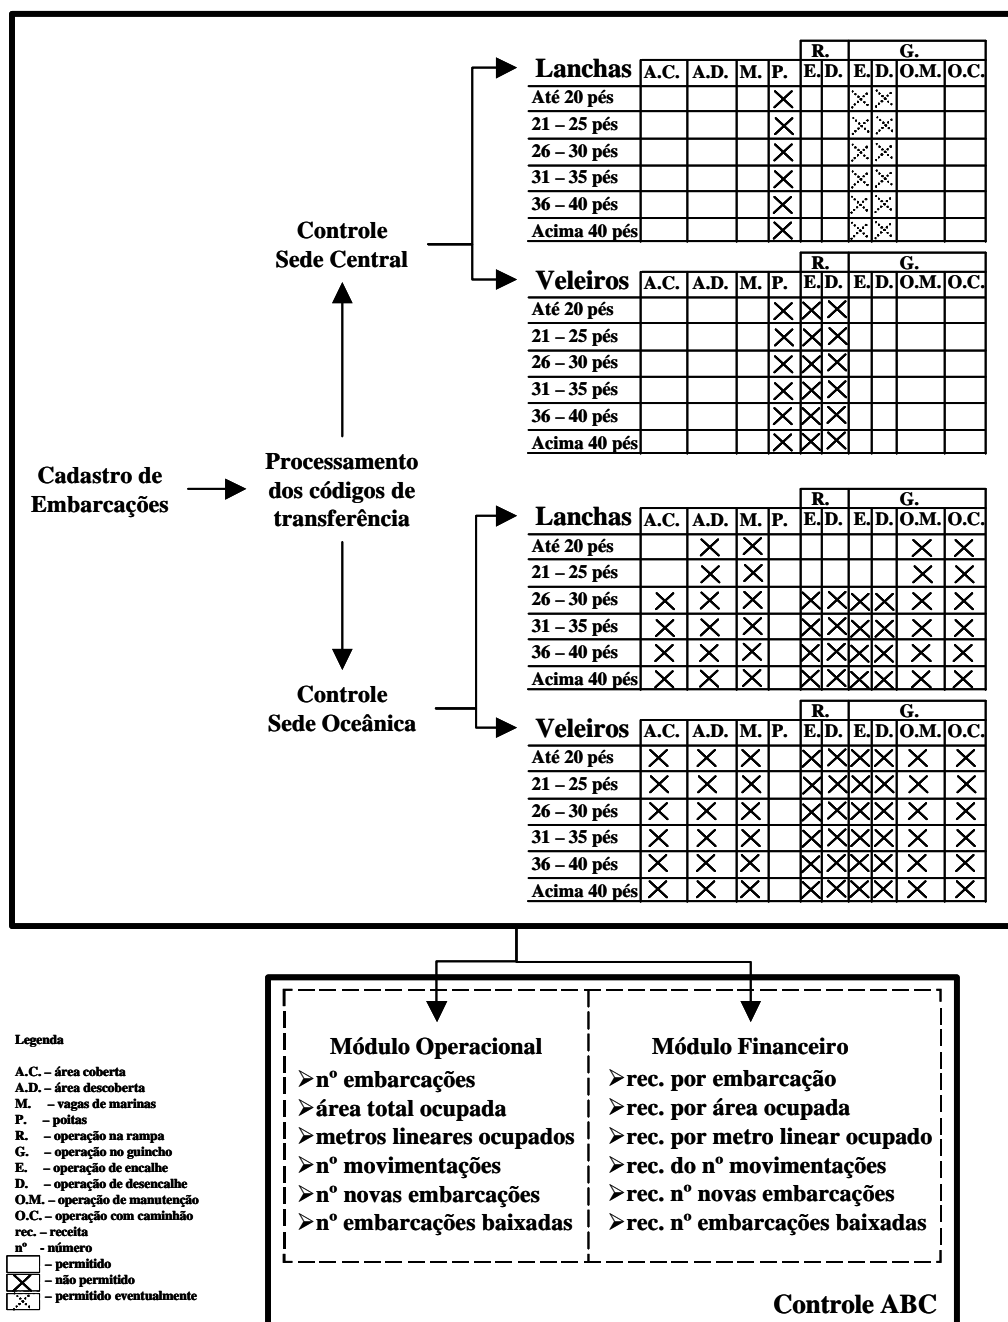 R. G.
Lanchas A.C. A.D. M. P. E. D. E. D. O.M. O.C.
Até 20 pés
21 – 25 pés
26 – 30 pés
31 – 35 pés
36 – 40 pés
Acima 40 pés
Controle
Sede Central
R. G.
Veleiros A.C. A.D. M. P. E. D. E. D. O.M. O.C.
Até 20 pés
21 – 25 pés
26 – 30 pés
31 – 35 pés
36 – 40 pés
Acima 40 pés
Cadastro de
Embarcações
Processamento
dos códigos de
transferência
R. G.
Lanchas A.C. A.D. M. P. E. D. E. D. O.M. O.C.
Até 20 pés
21 – 25 pés
26 – 30 pés
31 – 35 pés
36 – 40 pés
Acima 40 pés
Controle
Sede Oceânica
R. G.
Veleiros A.C. A.D. M. P. E. D. E. D. O.M. O.C.
Até 20 pés
21 – 25 pés
26 – 30 pés
31 – 35 pés
36 – 40 pés
Acima 40 pés
Legenda
A.C. – área coberta
A.D. – área descoberta
M. – vagas de marinas
P. – poitas
R. – operação na rampa
G. – operação no guincho
E. – operação de encalhe
D. – operação de desencalhe
O.M. – operação de manutenção
O.C. – operação com caminhão
rec. – receita
nº - número
– permitido
– não permitido
– permitido eventualmente
Módulo Operacional
➢nº embarcações
➢área total ocupada
➢metros lineares ocupados
➢nº movimentações
➢nº novas embarcações
➢nº embarcações baixadas
Módulo Financeiro
➢rec. por embarcação
➢rec. por área ocupada
➢rec. por metro linear ocupado
➢rec. do nº movimentações
➢rec. nº novas embarcações
➢rec. nº embarcações baixadas
Controle ABC